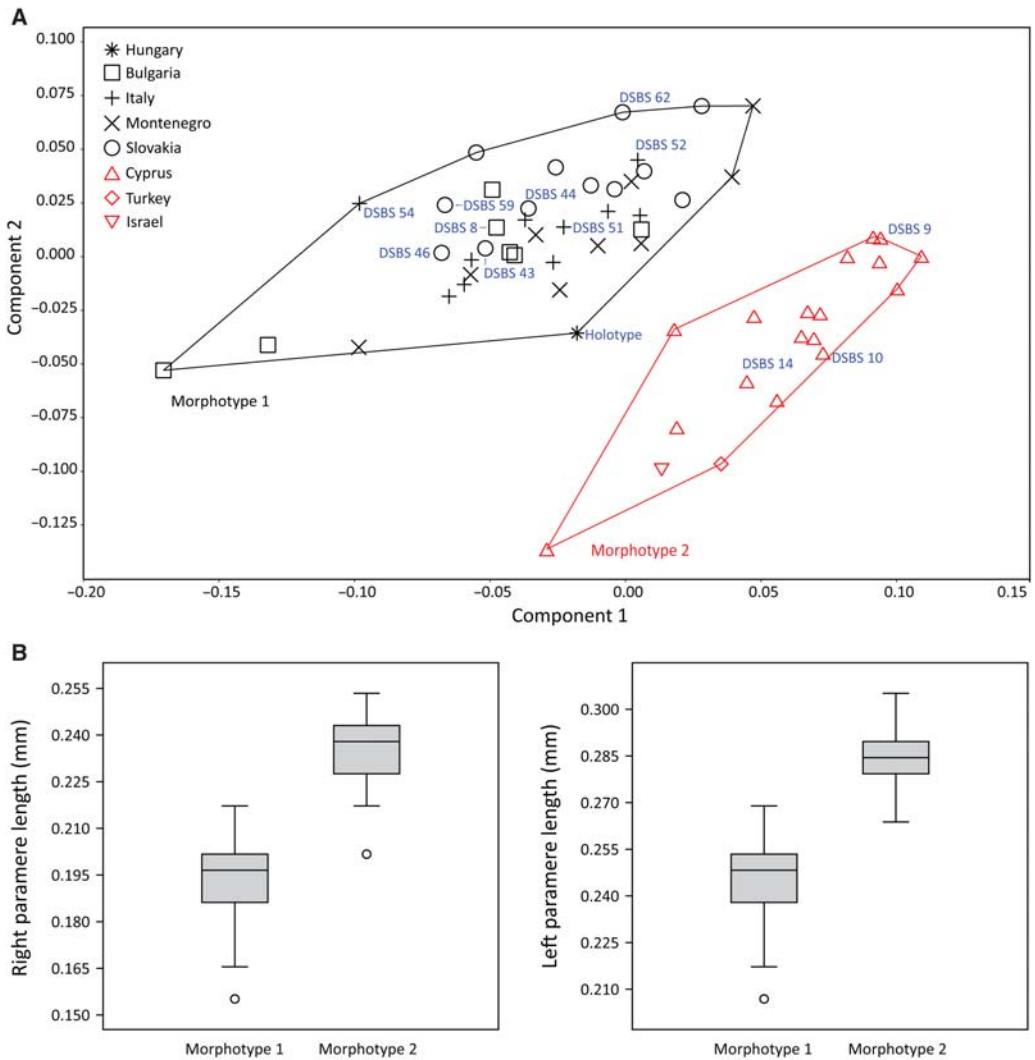 A
Component 2
0.100
0.075
0.050
0.025
0.000
−0.025
−0.050
−0.075
−0.100
−0.125
Hungary
Bulgaria
Italy
Montenegro
Slovakia
Cyprus
Turkey
Israel
DSBS 62
DSBS 52
DSBS 54
DSBS 59
DSBS 44
DSBS 8
DSBS 51
DSBS 46
DSBS 43
DSBS 9
Holotype
DSBS 14
DSBS 10
Morphotype 1
Morphotype 2
−0.20
−0.15
−0.10
−0.05
0.00
0.05
0.10
0.15
Component 1
B
Right paramere length (mm)
0.255
0.240
0.225
0.210
0.195
0.180
0.165
0.150
Morphotype 1
Morphotype 2
Left paramere length (mm)
0.300
0.285
0.270
0.255
0.240
0.225
0.210
Morphotype 1
Morphotype 2